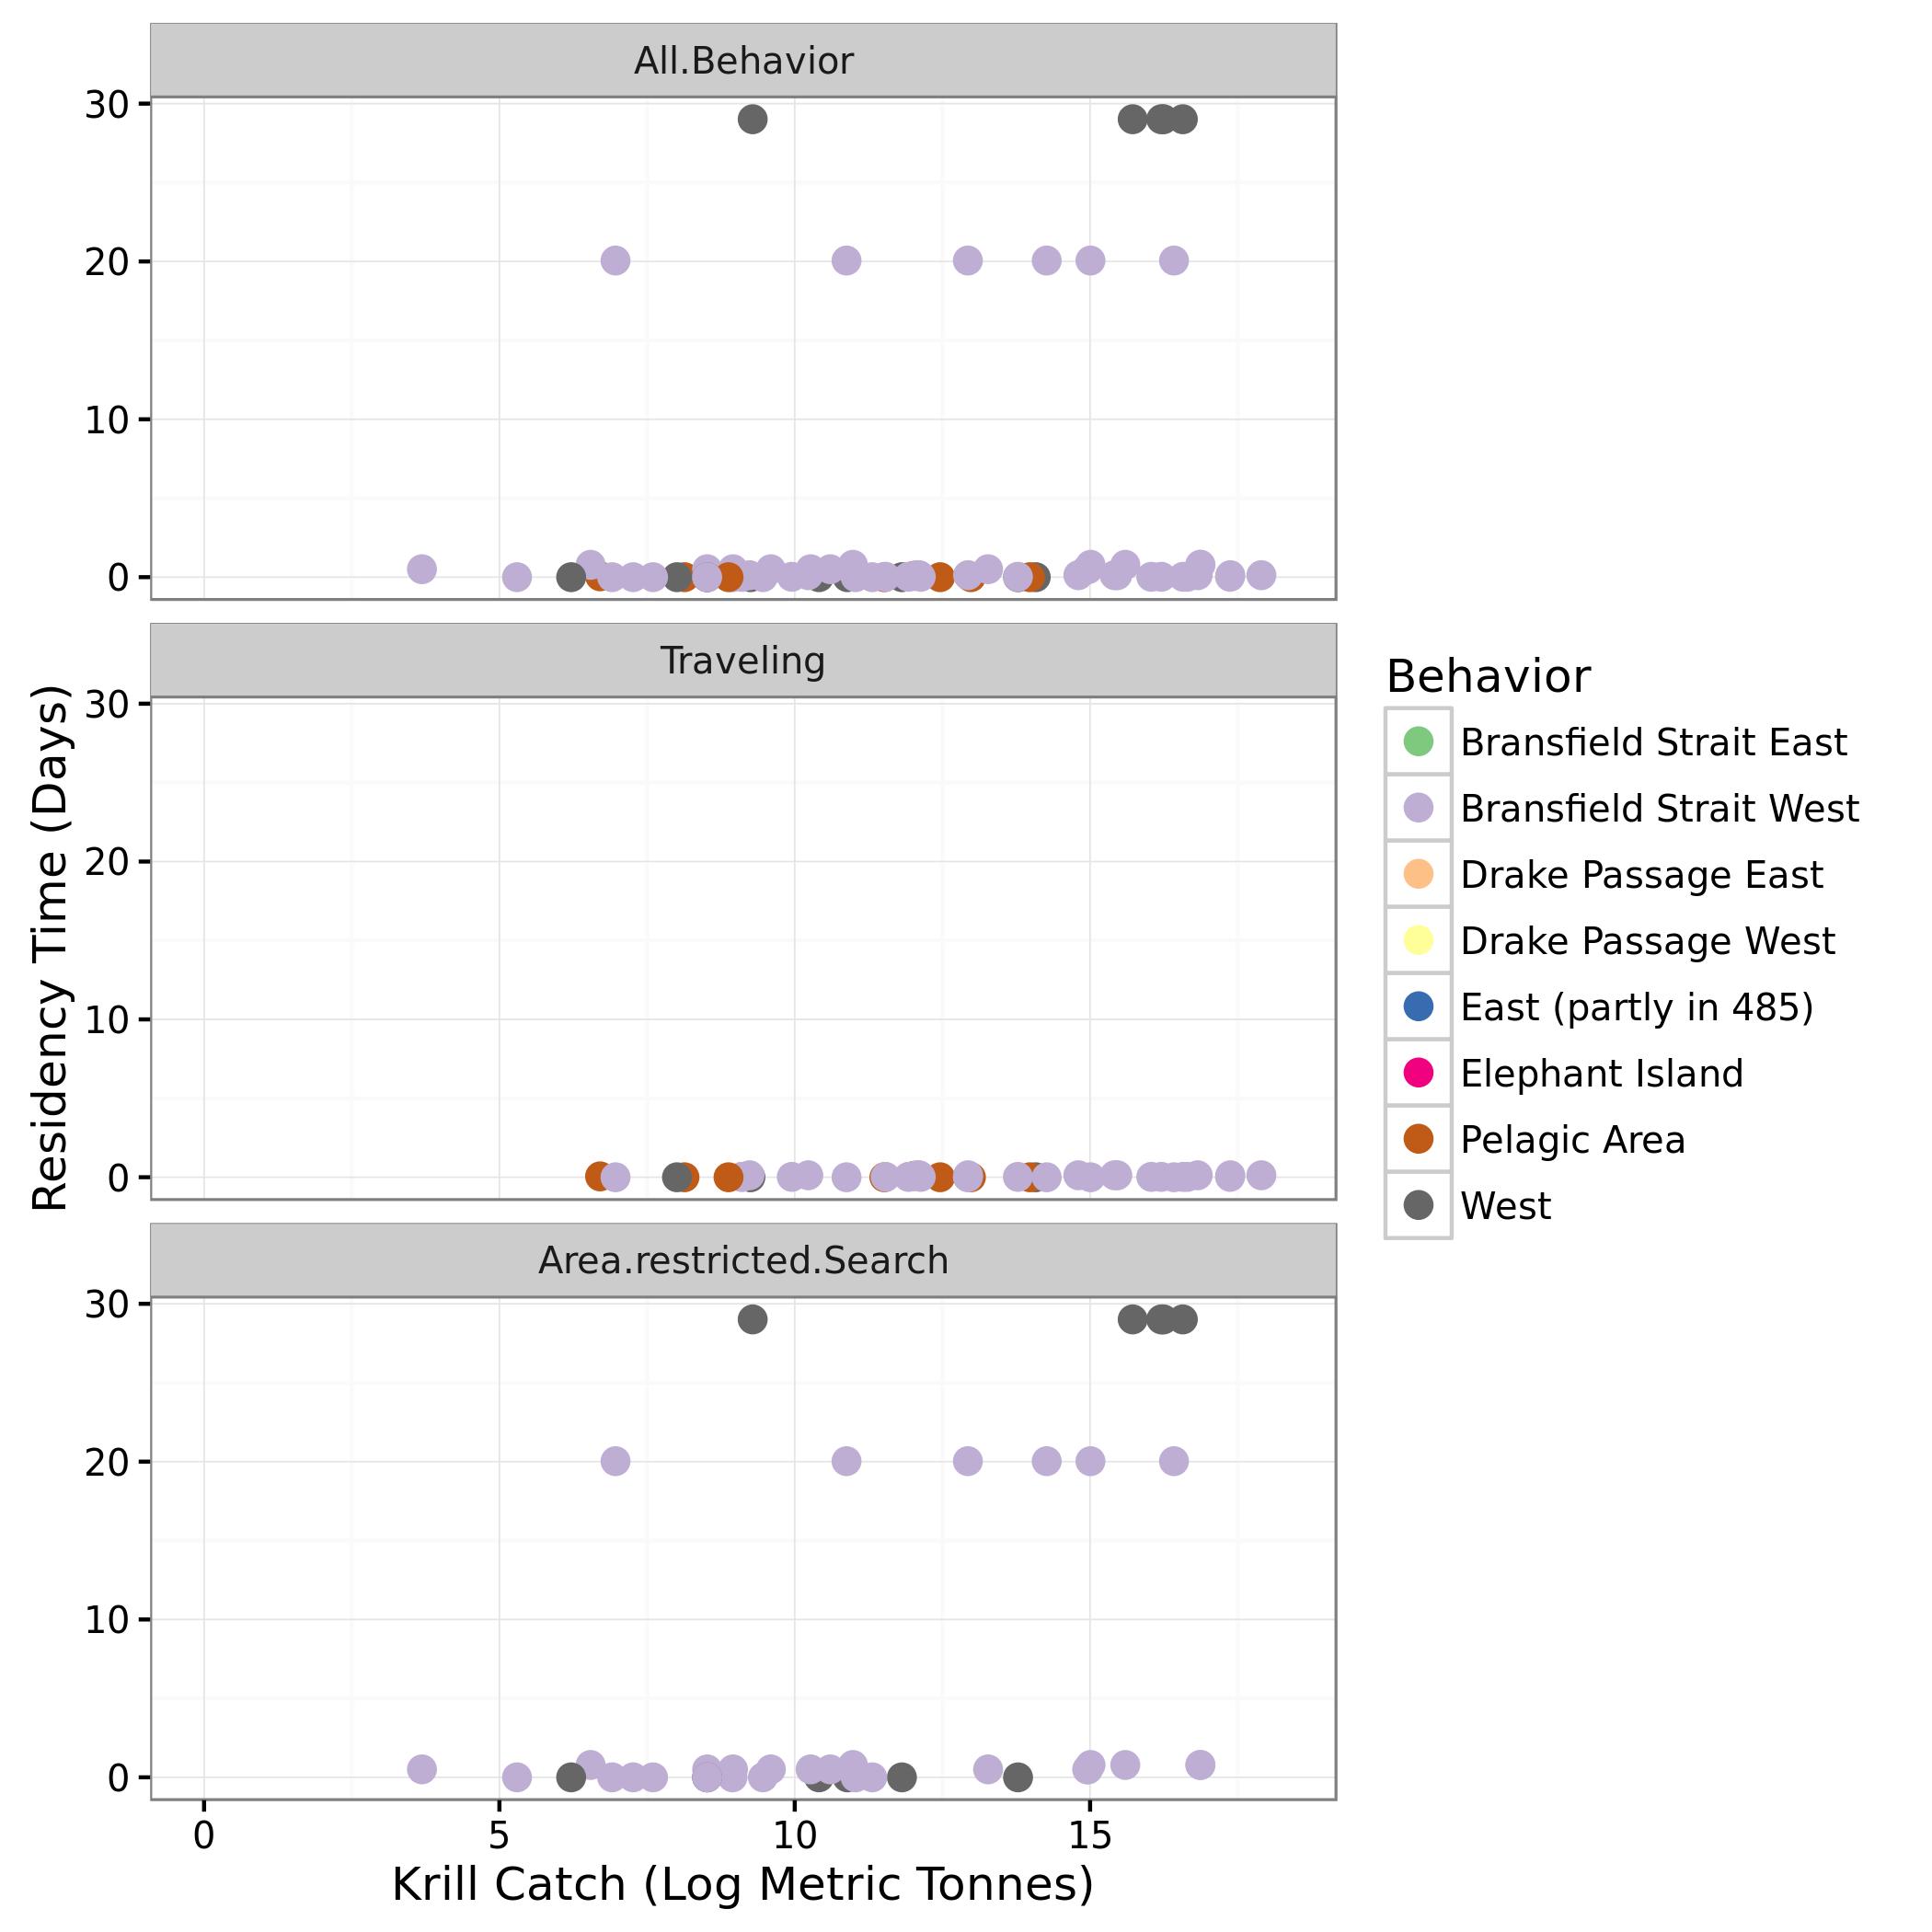 All.Behavior
30
20
10
0
Traveling
30
20
10
0
Area.restricted.Search
30
20
10
0
0 5 10 15
Krill Catch (Log Metric Tonnes)
Residency Time (Days)
Behavior
Bransfield Strait East
Bransfield Strait West
Drake Passage East
Drake Passage West
East (partly in 485)
Elephant Island
Pelagic Area
West